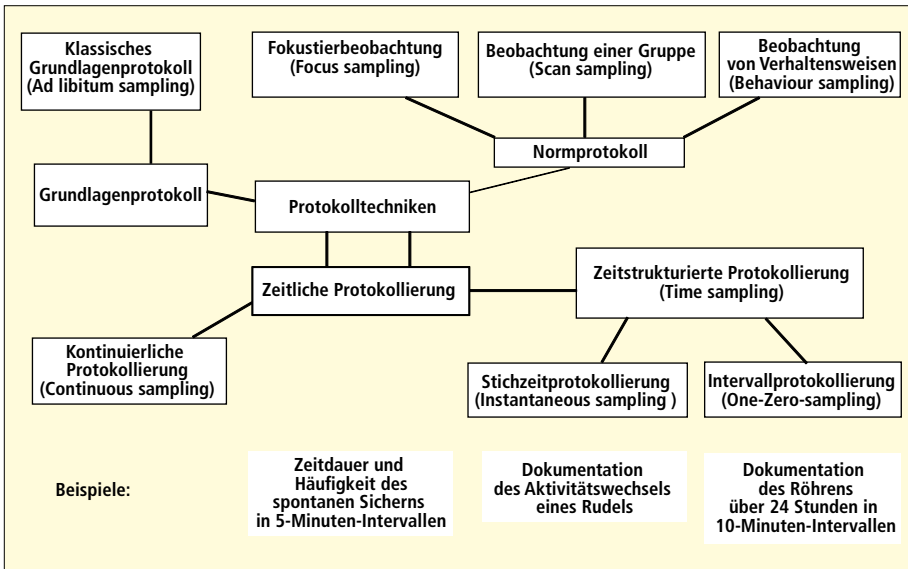 Klassisches
Grundlagenprotokoll
(Ad libitum sampling)
Fokustierbeobachtung
(Focus sampling)
Beobachtung einer Gruppe
(Scan sampling)
Beobachtung
von Verhaltensweisen
(Behaviour sampling)
Normprotokoll
Grundlagenprotokoll
Protokolltechniken
Zeitliche Protokollierung
Zeitstrukturierte Protokollierung
(Time sampling)
Kontinuierliche
Protokollierung
(Continuous sampling)
Stichzeitprotokollierung
(Instantaneous sampling )
Intervallprotokollierung
(One-Zero-sampling)
Beispiele:
Zeitdauer und
Häufigkeit des
spontanen Sicherns
in 5-Minuten-Intervallen
Dokumentation
des Aktivitätswechsels
eines Rudels
Dokumentation
des Röhrens
über 24 Stunden in
10-Minuten-Intervallen